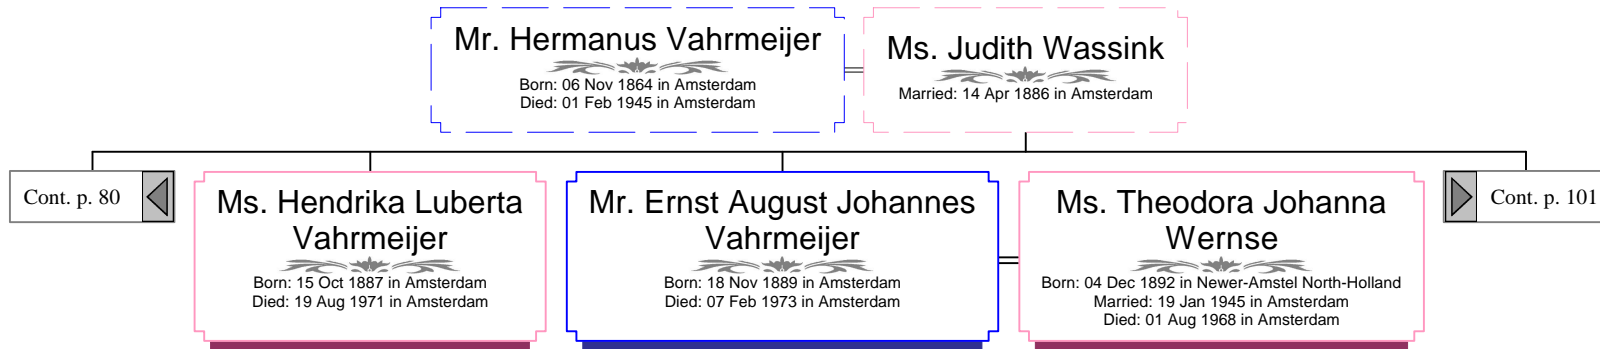 Mr. Hermanus Vahrmeijer
Born: 06 Nov 1864 in Amsterdam
Died: 01 Feb 1945 in Amsterdam
Ms. Judith Wassink
Married: 14 Apr 1886 in Amsterdam
Cont. p. 80
Ms. Hendrika Luberta
Vahrmeijer
Born: 15 Oct 1887 in Amsterdam
Died: 19 Aug 1971 in Amsterdam
Mr. Ernst August Johannes
Vahrmeijer
Born: 18 Nov 1889 in Amsterdam
Died: 07 Feb 1973 in Amsterdam
Ms. Theodora Johanna
Wernse
Born: 04 Dec 1892 in Newer-Amstel North-Holland
Married: 19 Jan 1945 in Amsterdam
Died: 01 Aug 1968 in Amsterdam
Cont. p. 101